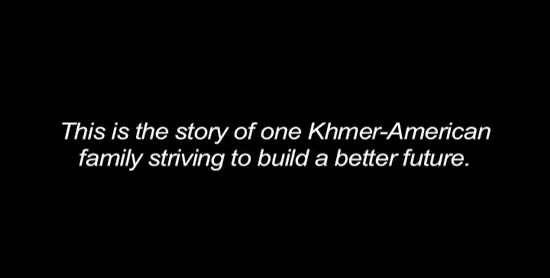 This is the story of one Khmer-American
family striving to build a better future.